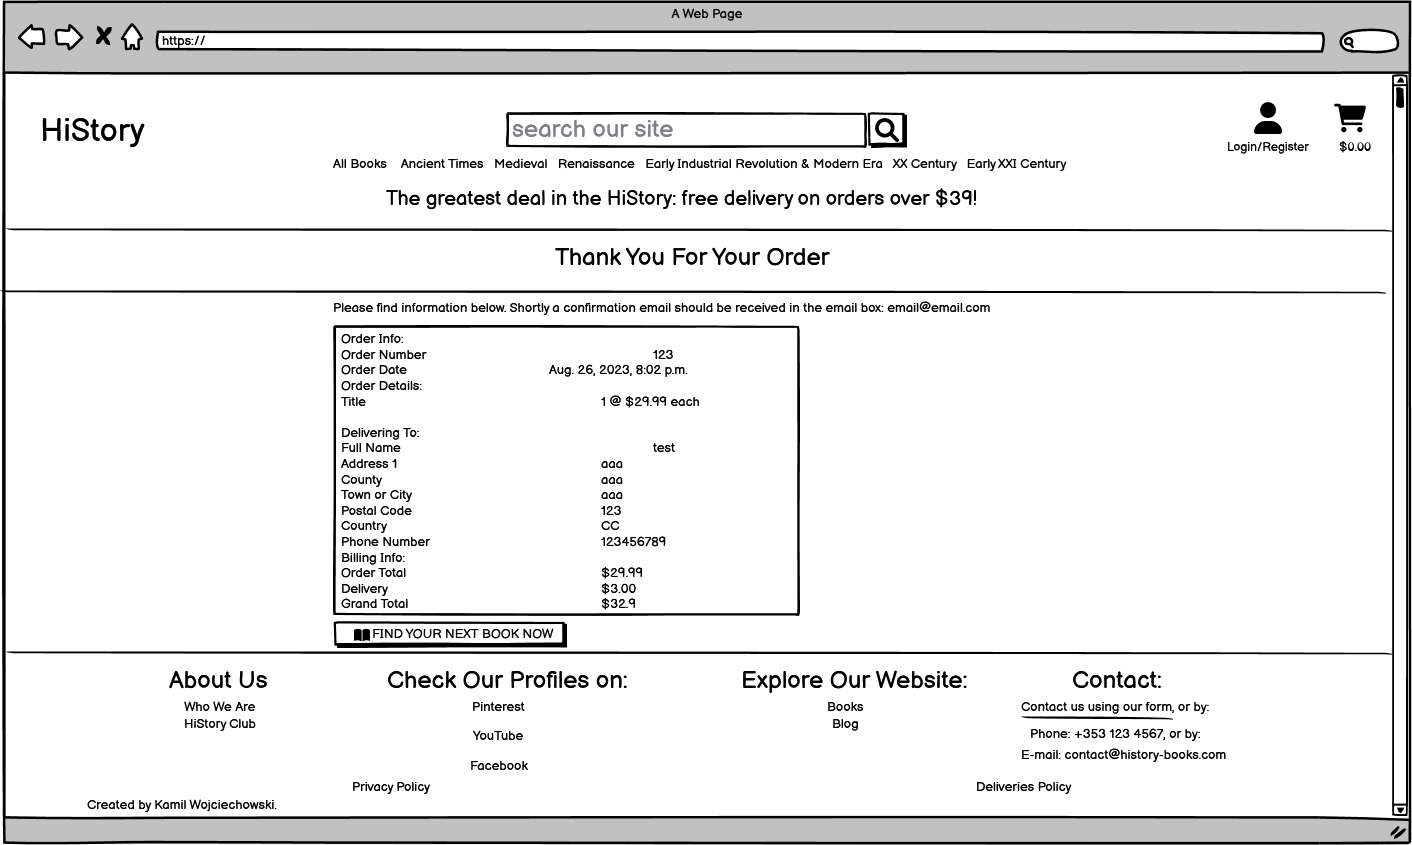 A Web Page
https://
HiStory
search our site
Login/Register
$0.00
All Books Ancient Times Medieval Renaissance Early Industrial Revolution & Modern Era XX Century Early XXI Century
The greatest deal in the HiStory: free delivery on orders over $39!
Thank You For Your Order
Please find information below. Shortly a confirmation email should be received in the email box: email@email.com
Order Info:
Order Number 123
Order Date Aug. 26, 2023, 8:02 p.m.
Order Details:
Title 1 @ $29.99 each
Delivering To:
Full Name test
Address 1 aaa
County aaa
Town or City aaa
Postal Code 123
Country CC
Phone Number 123456789
Billing Info:
Order Total $29.99
Delivery $3.00
Grand Total $32.9
FIND YOUR NEXT BOOK NOW
About Us
Who We Are
HiStory Club
Check Our Profiles on:
Pinterest
YouTube
Facebook
Explore Our Website:
Books
Blog
Contact:
Contact us using our form, or by:
Phone: +353 123 4567, or by:
E-mail: contact@history-books.com
Privacy Policy
Deliveries Policy
Created by Kamil Wojciechowski.